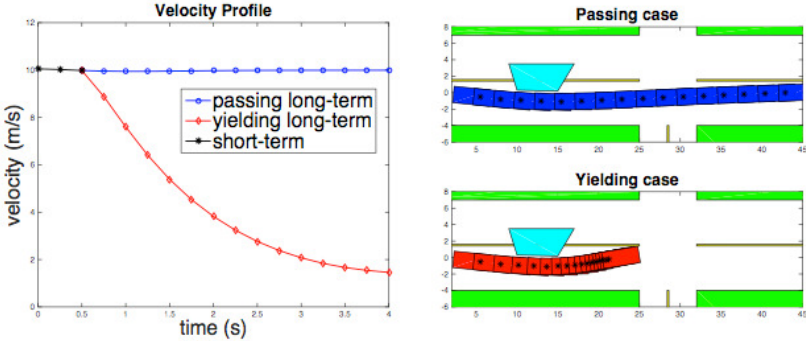 Velocity Profile
12
10
8
6
4
2
0
velocity (m/s)
passing long-term
yielding long-term
short-term
0 0.5 1 1.5 2 2.5 3 3.5 4
time (s)
Passing case
8
6
4
2
0
-2
-4
-6
5 10 15 20 25 30 35 40 45
Yielding case
8
6
4
2
0
-2
-4
-6
5 10 15 20 25 30 35 40 45